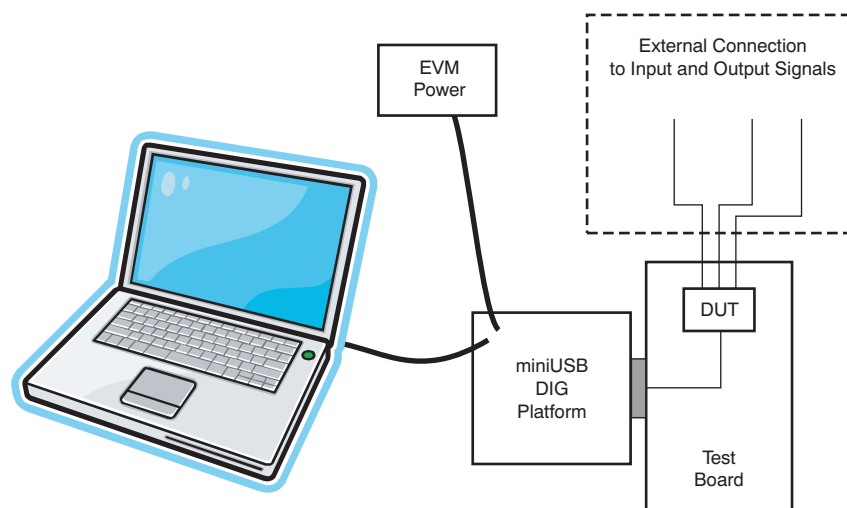 EVM
Power
External Connection
to Input and Output Signals
DUT
miniUSB
DIG
Platform
Test
Board